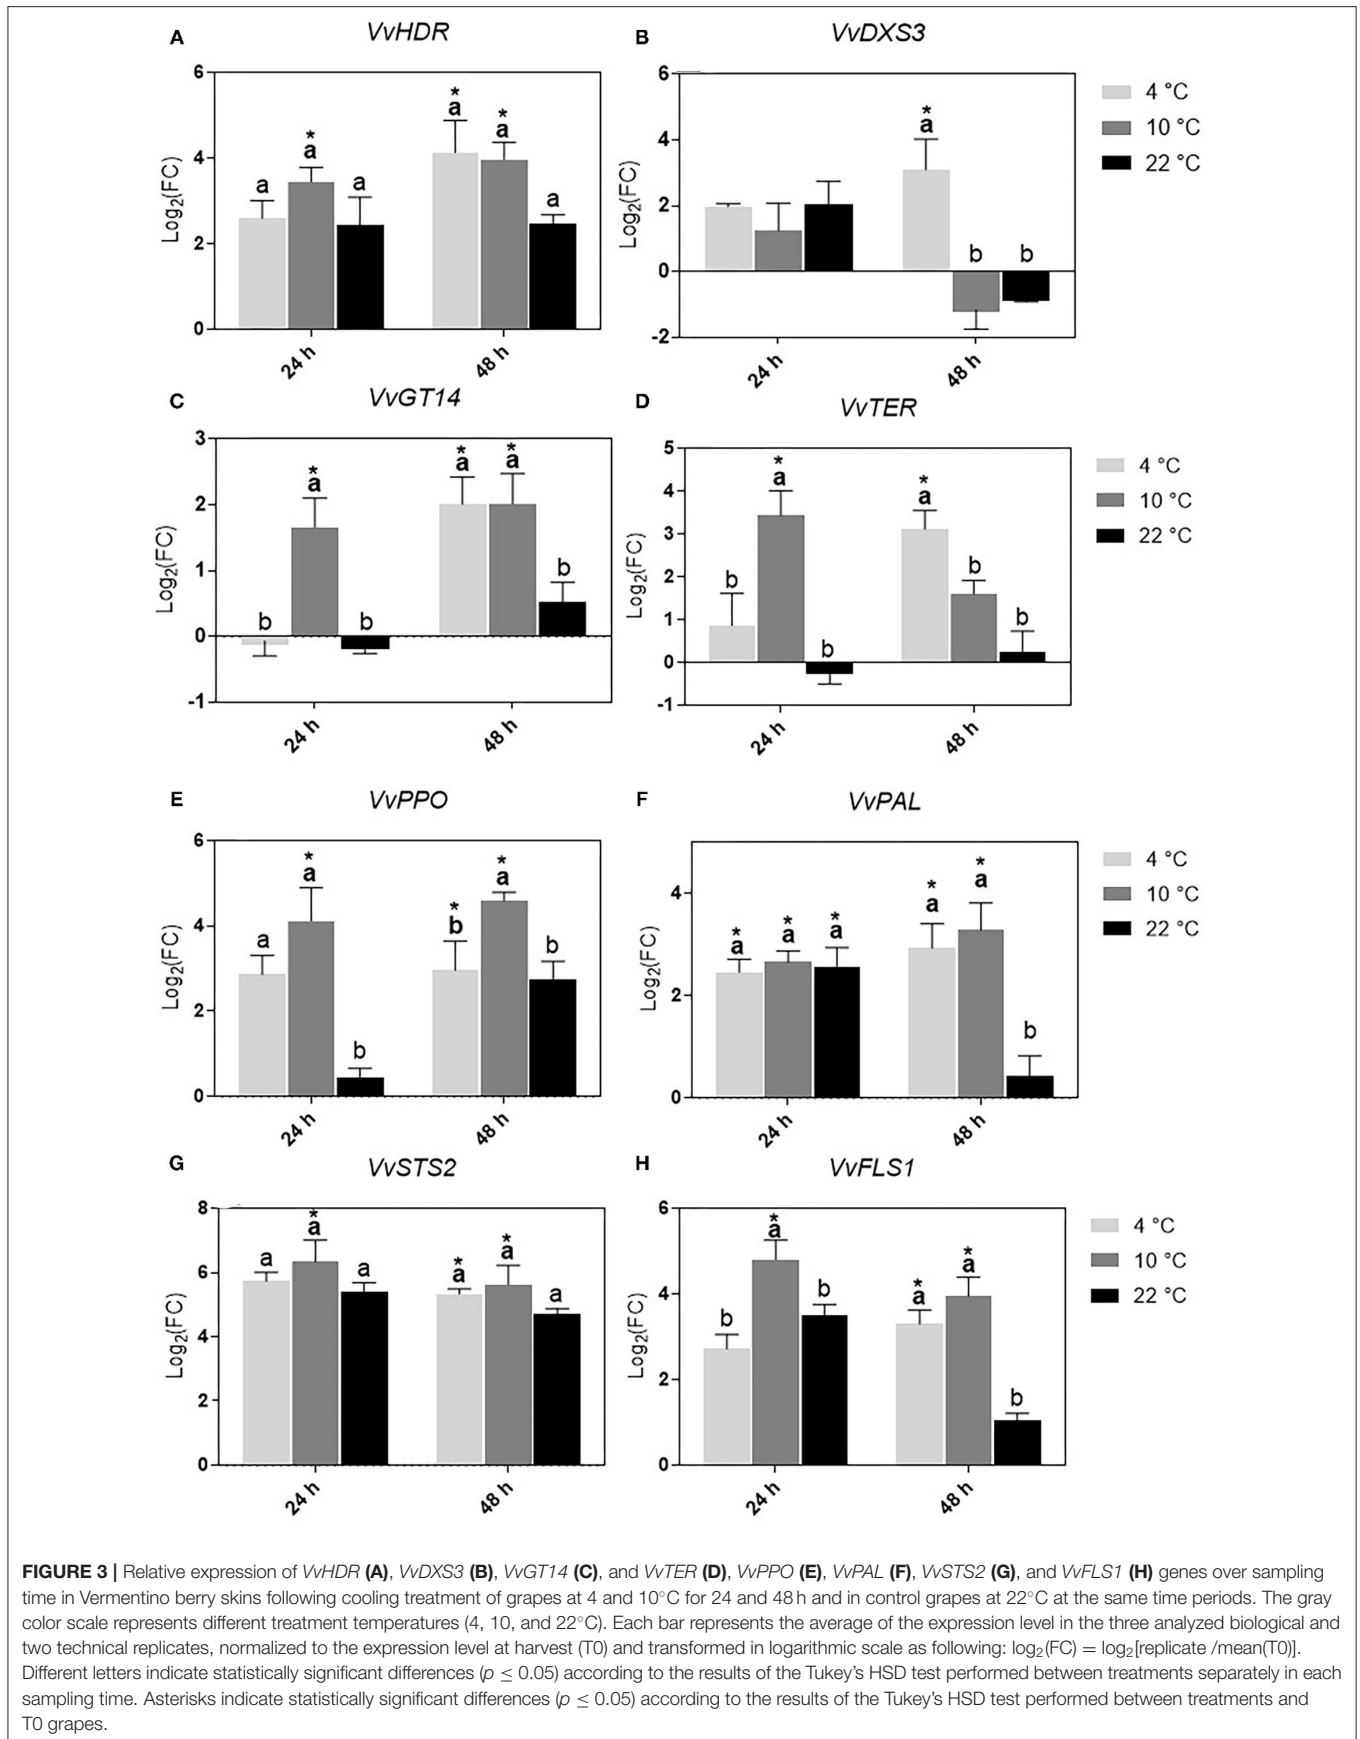 A VvHDR
B VvDXS3
6
4
2
0
Log2(FC)
a
* a
a
* a
* a
a
24 h
48 h
6
4
2
0
-2
Log2(FC)
* a
b
b
24 h
48 h
4 °C
10 °C
22 °C
C VvGT14
D VvTER
3
2
1
0
-1
Log2(FC)
b
* a
b
* a
* a
b
24 h
48 h
5
4
3
2
1
0
-1
Log2(FC)
b
* a
b
* a
b
b
24 h
48 h
4 °C
10 °C
22 °C
E VvPPO
F VvPAL
6
4
2
0
Log2(FC)
a
* a
b
* b
* a
b
24 h
48 h
4
2
0
Log2(FC)
* a
* a
* a
* a
* a
b
24 h
48 h
4 °C
10 °C
22 °C
G VvSTS2
H VvFLS1
8
6
4
2
0
Log2(FC)
a
* a
a
* a
* a
a
24 h
48 h
6
4
2
0
Log2(FC)
b
* a
b
* a
* a
b
24 h
48 h
4 °C
10 °C
22 °C
FIGURE 3 | Relative expression of VvHDR (A), VvDXS3 (B), VvGT14 (C), and VvTER (D), VvPPO (E), VvPAL (F), VvSTS2 (G), and VvFLS1 (H) genes over sampling
time in Vermentino berry skins following cooling treatment of grapes at 4 and 10°C for 24 and 48 h and in control grapes at 22°C at the same time periods. The gray
color scale represents different treatment temperatures (4, 10, and 22°C). Each bar represents the average of the expression level in the three analyzed biological and
two technical replicates, normalized to the expression level at harvest (T0) and transformed in logarithmic scale as following: log2(FC) = log2[replicate /mean(T0)].
Different letters indicate statistically significant differences (p ≤ 0.05) according to the results of the Tukey's HSD test performed between treatments separately in each
sampling time. Asterisks indicate statistically significant differences (p ≤ 0.05) according to the results of the Tukey's HSD test performed between treatments and
T0 grapes.